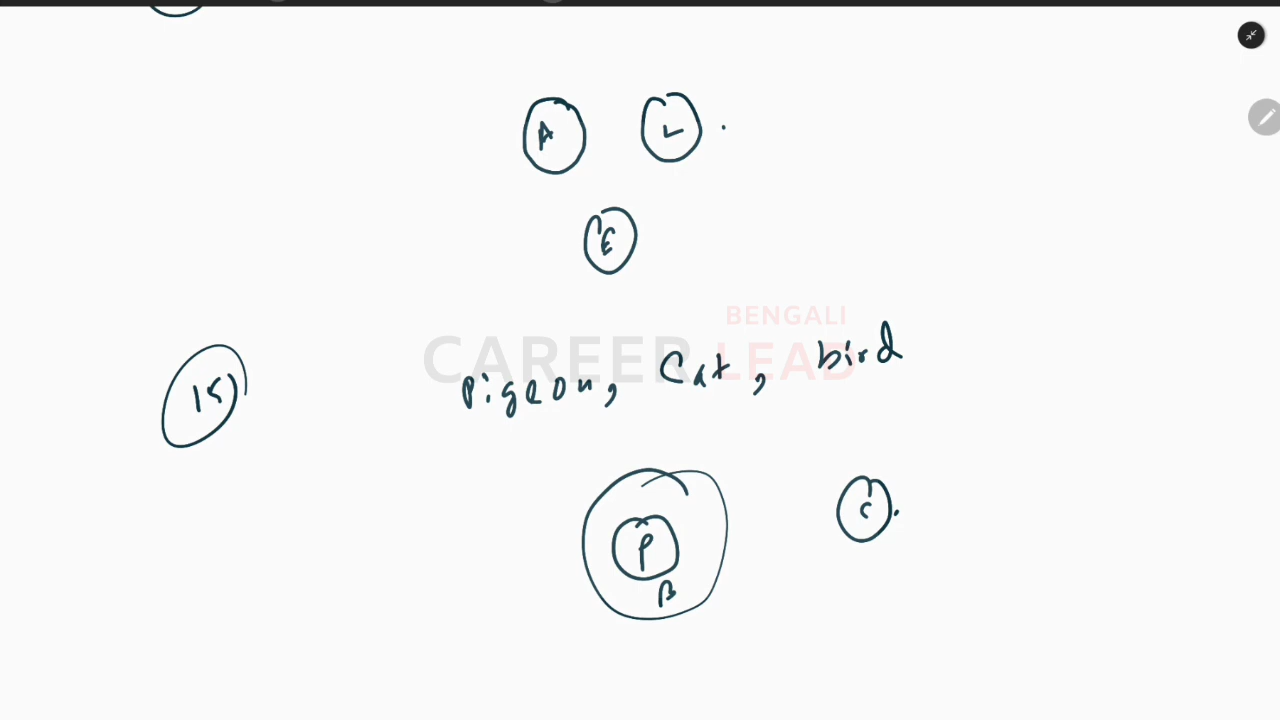 A L .
E
BENGALI
CAREER LEAD
15) Pigeon, Cat, bird
P
B
C .